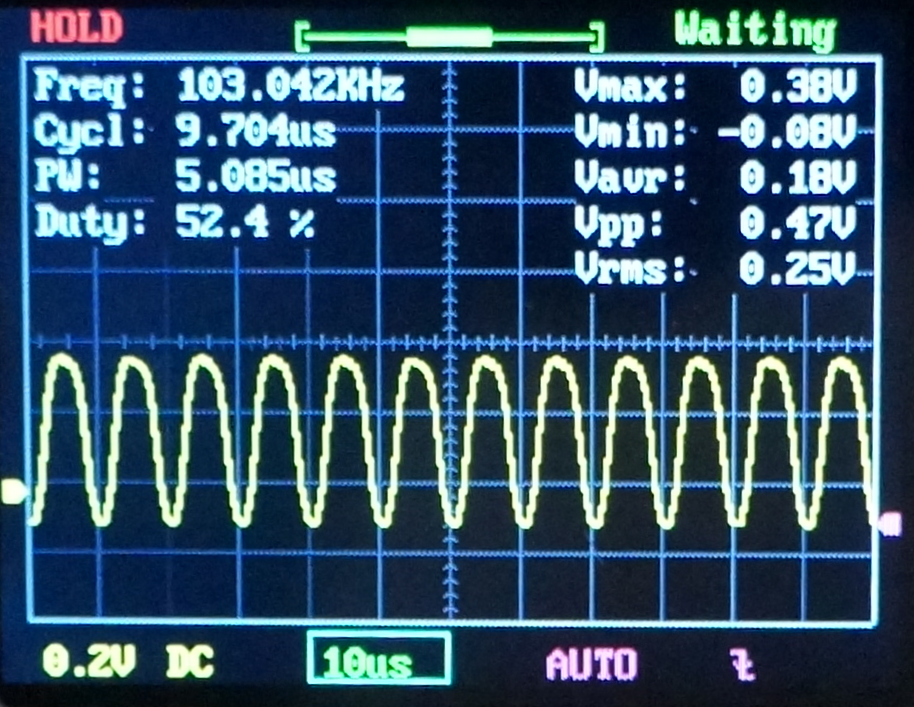 HOLD Waiting
Freq: 103.042KHz Vmax: 0.38V
Cycl: 9.704us Vmin: -0.08V
PW: 5.085us Vavr: 0.18V
Duty: 52.4 % Vpp: 0.47V
Vrms: 0.25V
0.2V DC 10us AUTO